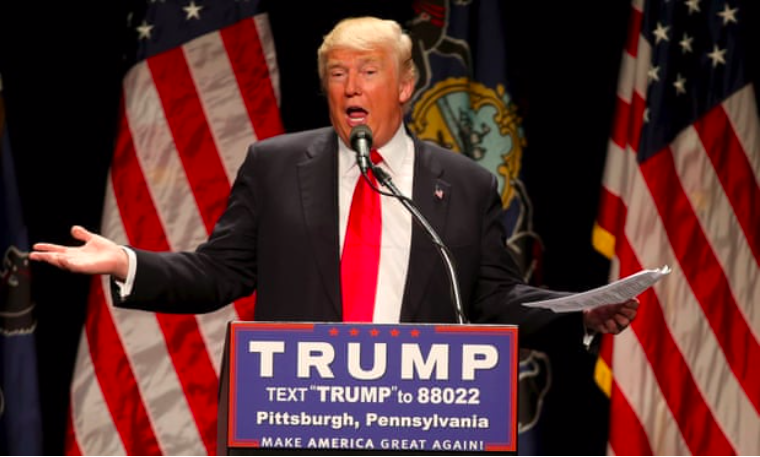 TRUMP
TEXT "TRUMP" to 88022
Pittsburgh, Pennsylvania
MAKE AMERICA GREAT AGAIN!